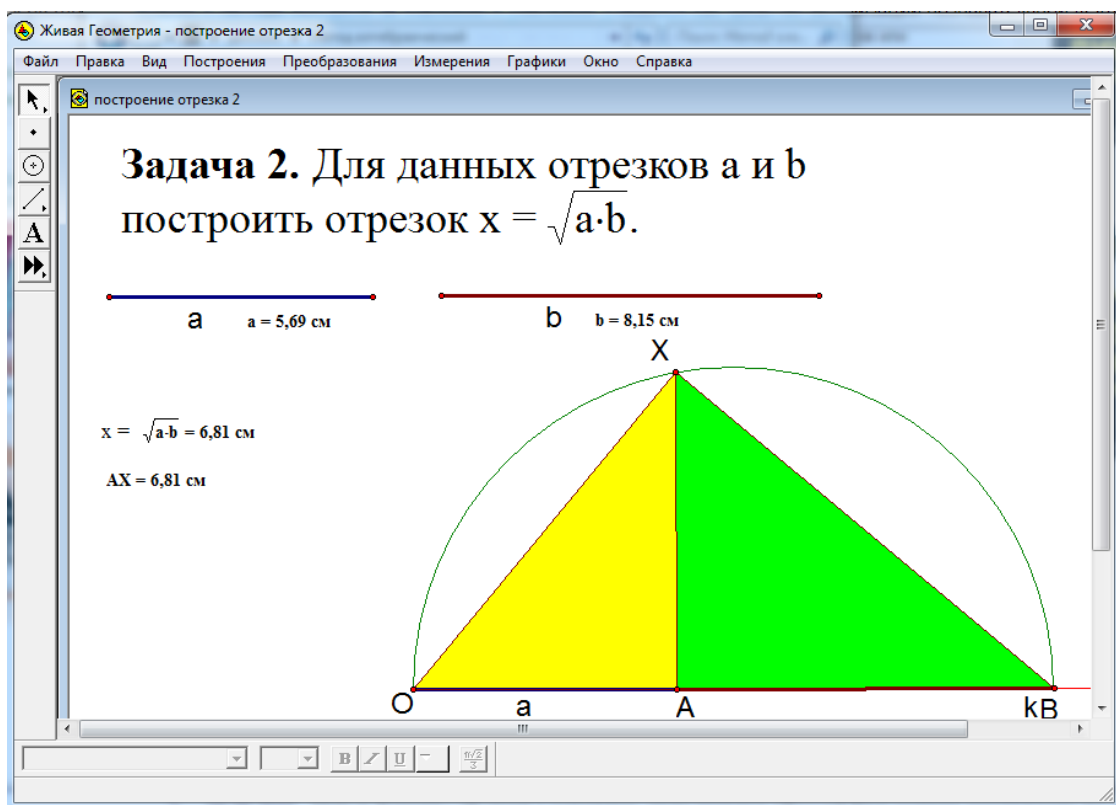 Живая Геометрия - построение отрезка 2
Файл Правка Вид Построения Преобразования Измерения Графики Окно Справка
построение отрезка 2
Задача 2. Для данных отрезков a и b
построить отрезок x = √a·b.
a a = 5,69 см b b = 8,15 см
X
x = √a·b = 6,81 см
AX = 6,81 см
O a A kB
A
B I U √π/2/3